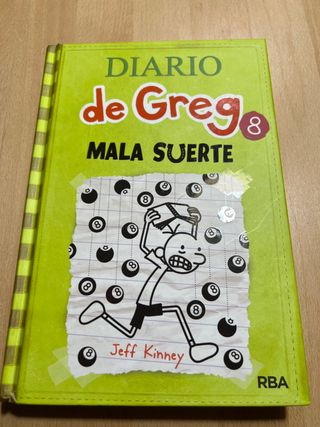 DIARIO
de Greg 8
MALA SUERTE
Jeff Kinney
RBA